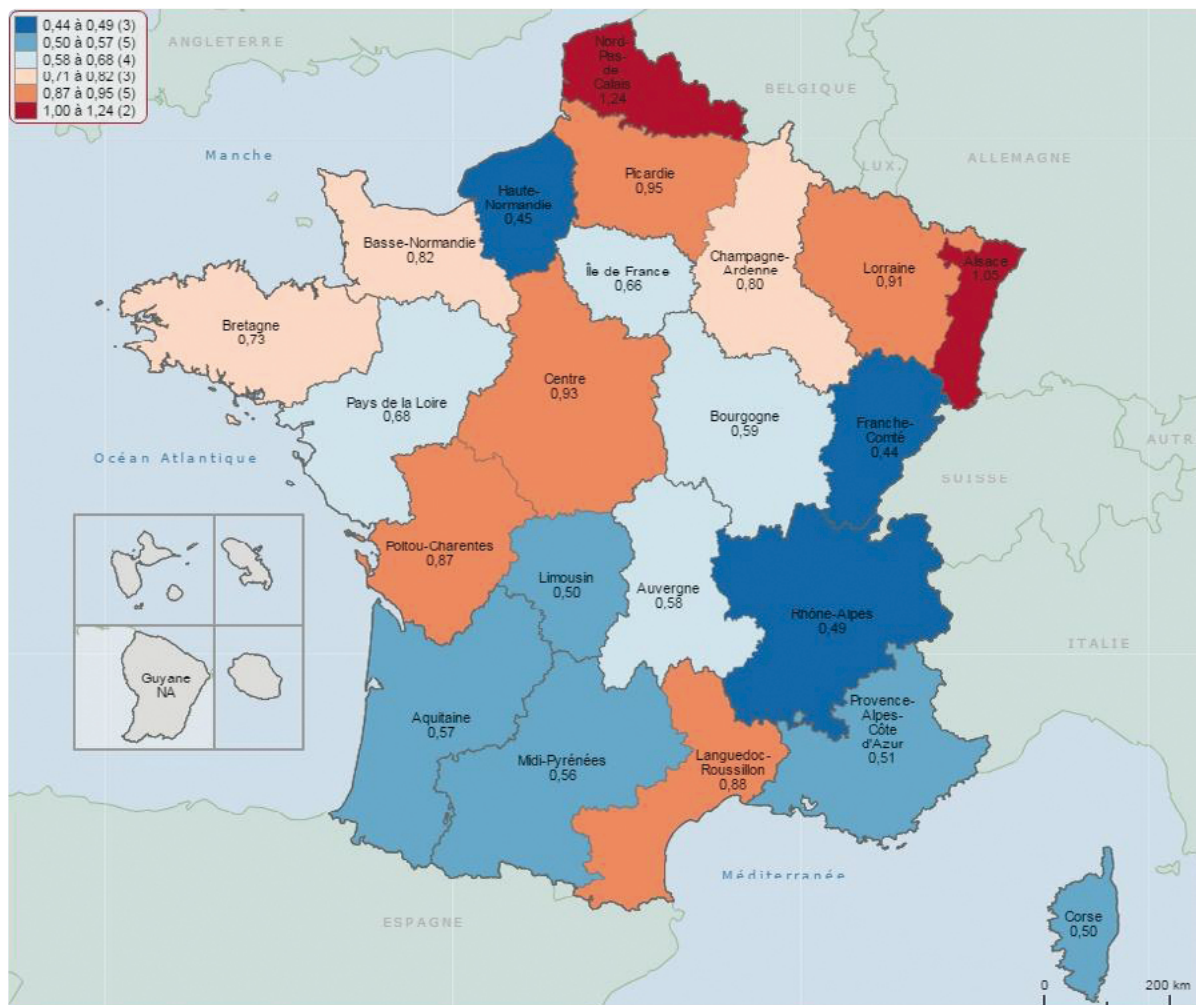 0,44 à 0,49 (3)
0,50 à 0,57 (5)
0,58 à 0,68 (4)
0,71 à 0,82 (3)
0,87 à 0,95 (5)
1,00 à 1,24 (2)
ANGLETERRE
Nord-
Pas-
de
Calais
1,24
BELGIQUE
Manche
LUX.
ALLEMAGNE
Picardie
0,95
Haute-
Normandie
0,45
Basse-Normandie
0,82
Île de France
0,66
Champagne-
Ardenne
0,80
Lorraine
0,91
Alsace
1,05
Bretagne
0,73
Pays de la Loire
0,68
Centre
0,93
Bourgogne
0,59
Franche-
Comté
0,44
AUTR
Océan Atlantique
SUISSE
Poitou-Charentes
0,87
Limousin
0,50
Auvergne
0,58
Rhône-Alpes
0,49
ITALIE
Guyane
NA
Aquitaine
0,57
Midi-Pyrénées
0,56
Languedoc-
Roussillon
0,88
Provence-
Alpes-
Côte
d'Azur
0,51
Méditerranée
ESPAGNE
Corse
0,50
0 200 km